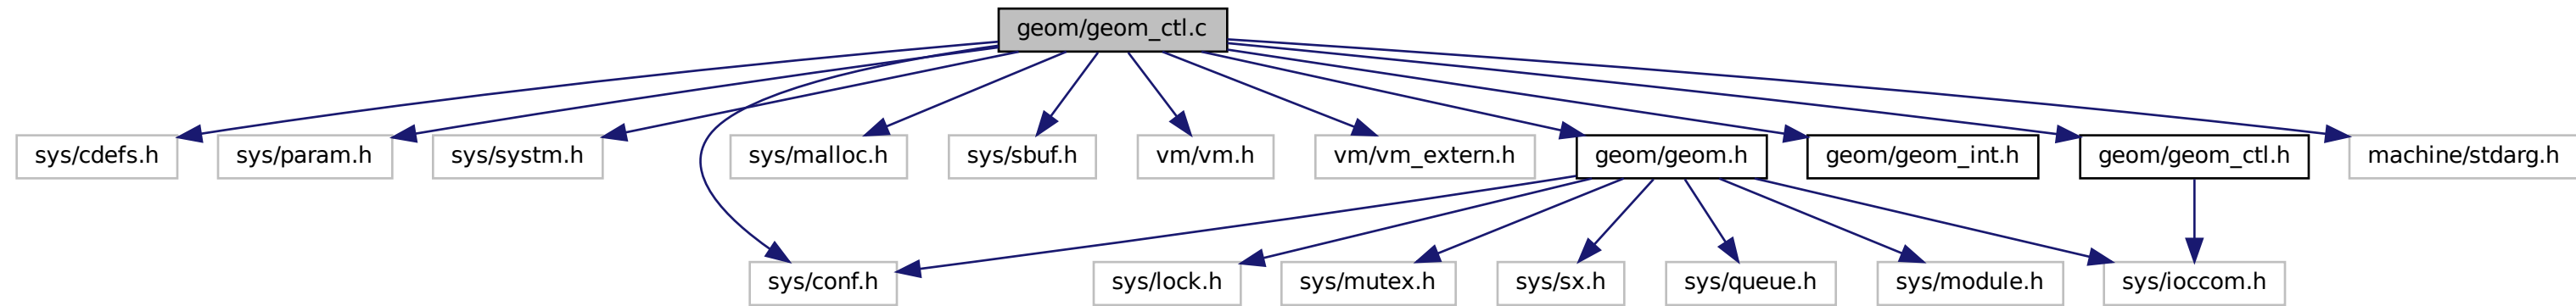 geom/geom_ctl.c
sys/cdefs.h
sys/param.h
sys/systm.h
sys/malloc.h
sys/sbuf.h
vm/vm.h
vm/vm_extern.h
geom/geom.h
geom/geom_int.h
geom/geom_ctl.h
machine/stdarg.h
sys/conf.h
sys/lock.h
sys/mutex.h
sys/sx.h
sys/queue.h
sys/module.h
sys/ioccom.h